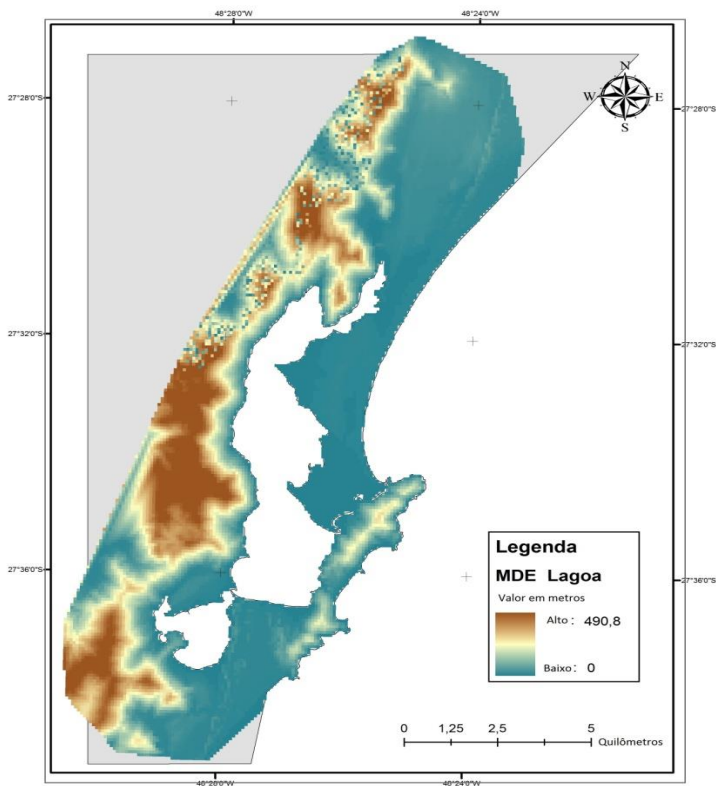 48°28'0"W
48°24'0"W
27°28'0"S
27°28'0"S
N
W
E
S
27°32'0"S
27°32'0"S
27°36'0"S
27°36'0"S
Legenda
MDE Lagoa
Valor em metros
Alto : 490,8
Baixo : 0
0 1,25 2,5 5
Quilômetros
48°28'0"W
48°24'0"W